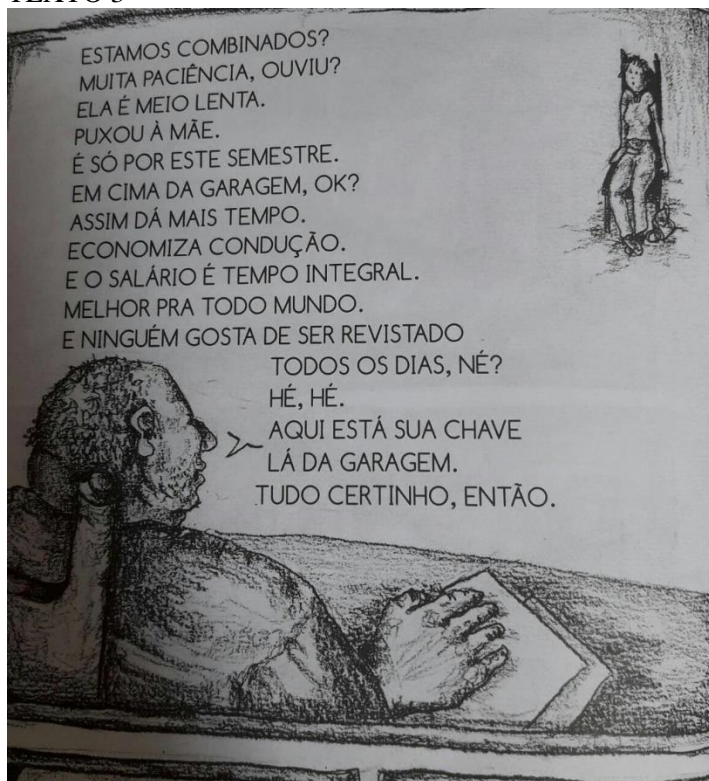 ESTAMOS COMBINADOS?
MUITA PACIÊNCIA, OUVIU?
ELA É MEIO LENTA.
PUXOU À MÃE.
É SÓ POR ESTE SEMESTRE.
EM CIMA DA GARAGEM, OK?
ASSIM DÁ MAIS TEMPO.
ECONOMIZA CONDUÇÃO.
E O SALÁRIO É TEMPO INTEGRAL.
MELHOR PRA TODO MUNDO.
E NINGUÉM GOSTA DE SER REVISTADO
TODOS OS DIAS, NÉ?
HÉ, HÉ.
AQUI ESTÁ SUA CHAVE
LÁ DA GARAGEM.
TUDO CERTINHO, ENTÃO.